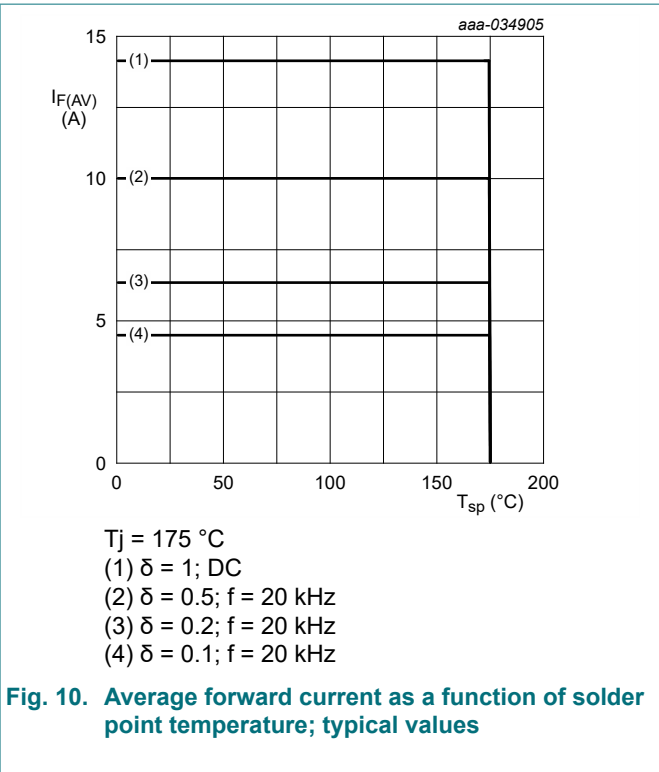 aaa-034905
15
(1)
I_F(AV)
(A)
10
(2)
(3)
5
(4)
0
0 50 100 150 200
T_sp (°C)
Tj = 175 °C
(1) δ = 1; DC
(2) δ = 0.5; f = 20 kHz
(3) δ = 0.2; f = 20 kHz
(4) δ = 0.1; f = 20 kHz
Fig. 10. Average forward current as a function of solder
point temperature; typical values